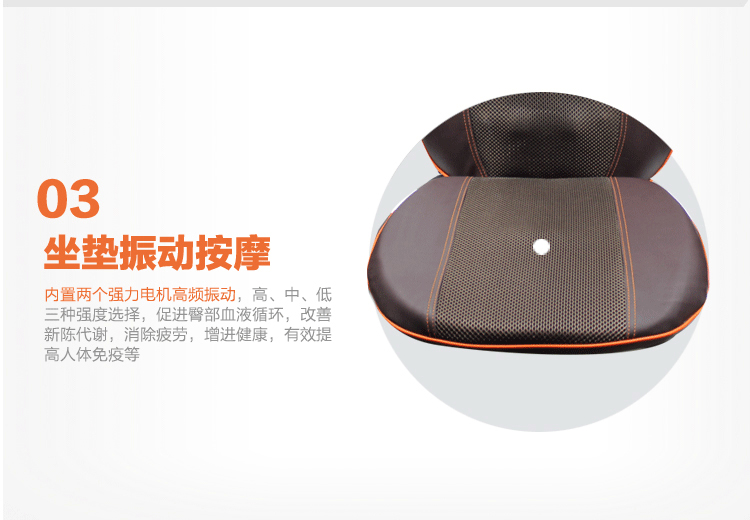 03
坐垫振动按摩
内置两个强力电机高频振动，高、中、低
三种强度选择，促进臀部血液循环，改善
新陈代谢，消除疲劳，增进健康，有效提
高人体免疫等